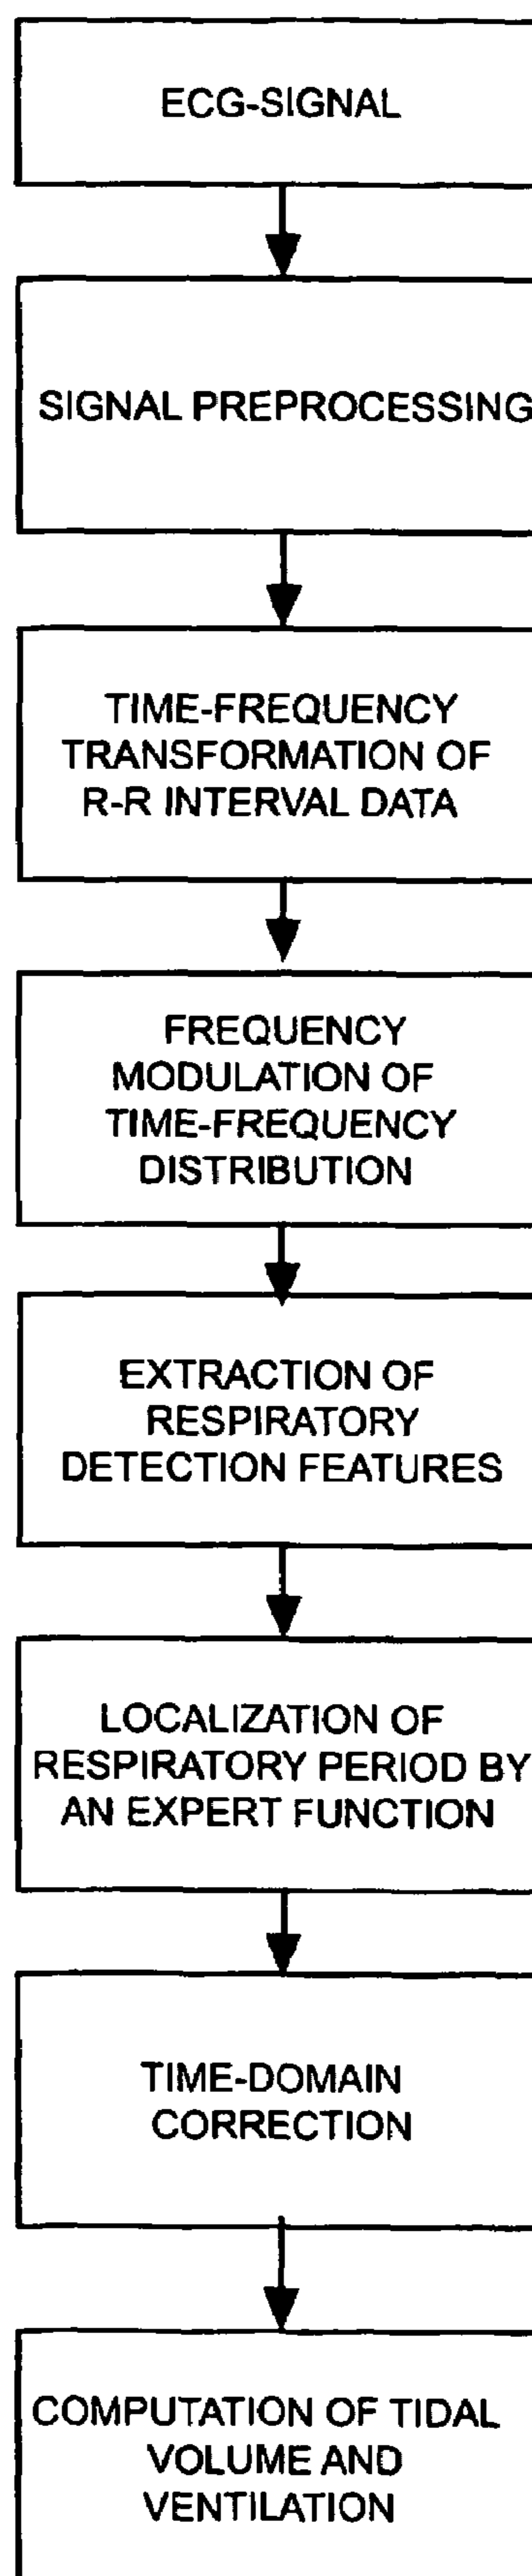 ECG-SIGNAL
SIGNAL PREPROCESSING
TIME-FREQUENCY
TRANSFORMATION OF
R-R INTERVAL DATA
FREQUENCY
MODULATION OF
TIME-FREQUENCY
DISTRIBUTION
EXTRACTION OF
RESPIRATORY
DETECTION FEATURES
LOCALIZATION OF
RESPIRATORY PERIOD BY
AN EXPERT FUNCTION
TIME-DOMAIN
CORRECTION
COMPUTATION OF TIDAL
VOLUME AND
VENTILATION